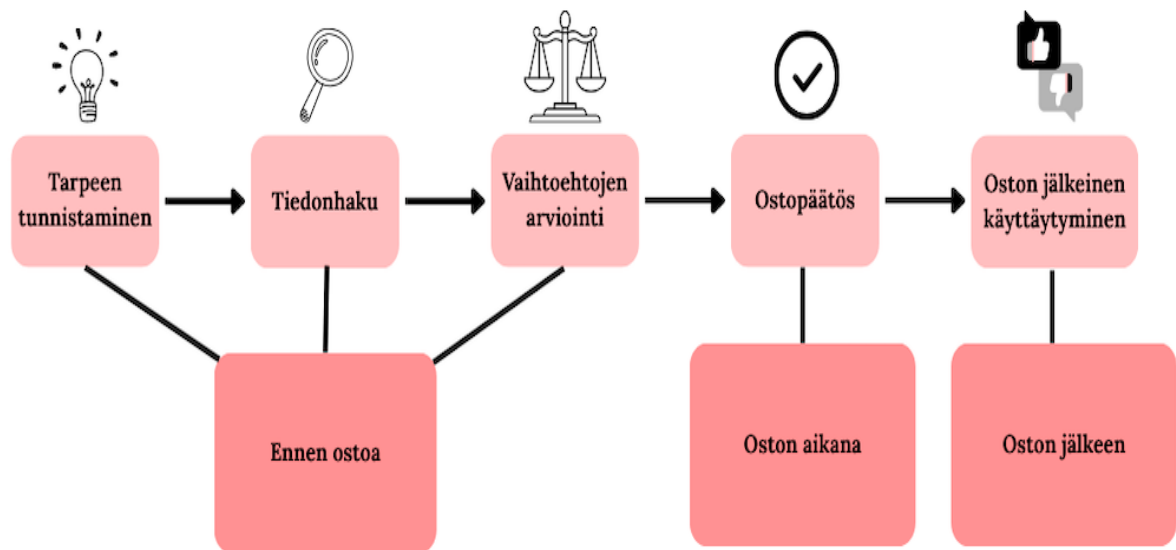 Tarpeen
tunnistaminen
Tiedonhaku
Vaihtoehtojen
arviointi
Ostopäätös
Oston jälkeinen
käyttäytyminen
Ennen ostoa
Oston aikana
Oston jälkeen